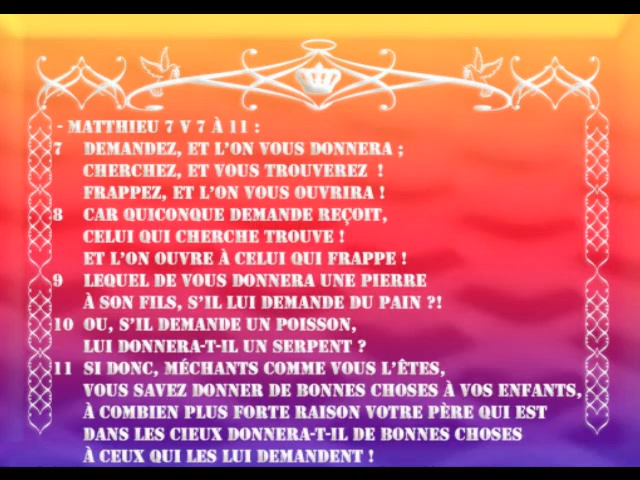 - MATTHIEU 7 V 7 À 11 :
7 DEMANDEZ, ET L'ON VOUS DONNERA ;
CHERCHEZ, ET VOUS TROUVEREZ !
FRAPPEZ, ET L'ON VOUS OUVRIRA !
8 CAR QUICONQUE DEMANDE REÇOIT,
CELUI QUI CHERCHE TROUVE !
ET L'ON OUVRE À CELUI QUI FRAPPE !
9 LEQUEL DE VOUS DONNERA UNE PIERRE
À SON FILS, S'IL LUI DEMANDE DU PAIN ?!
10 OU, S'IL DEMANDE UN POISSON,
LUI DONNERA-T-IL UN SERPENT ?
11 SI DONC, MÉCHANTS COMME VOUS L'ÊTES,
VOUS SAVEZ DONNER DE BONNES CHOSES À VOS ENFANTS,
À COMBIEN PLUS FORTE RAISON VOTRE PÈRE QUI EST
DANS LES CIEUX DONNERA-T-IL DE BONNES CHOSES
À CEUX QUI LES LUI DEMANDENT !